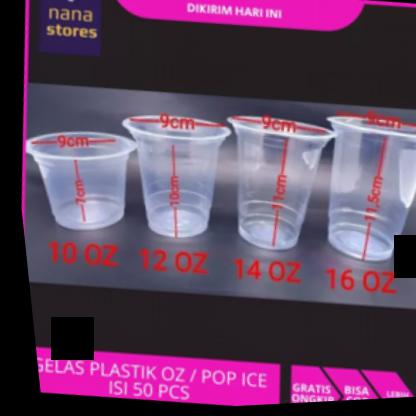 nana
stores
DIKIRIM HARI INI
9cm
9cm
9cm
9cm
7cm
10cm
11cm
11.5cm
10 OZ
12 OZ
14 OZ
16 OZ
GELAS PLASTIK OZ / POP ICE
ISI 50 PCS
GRATIS
ONGKIR
BISA